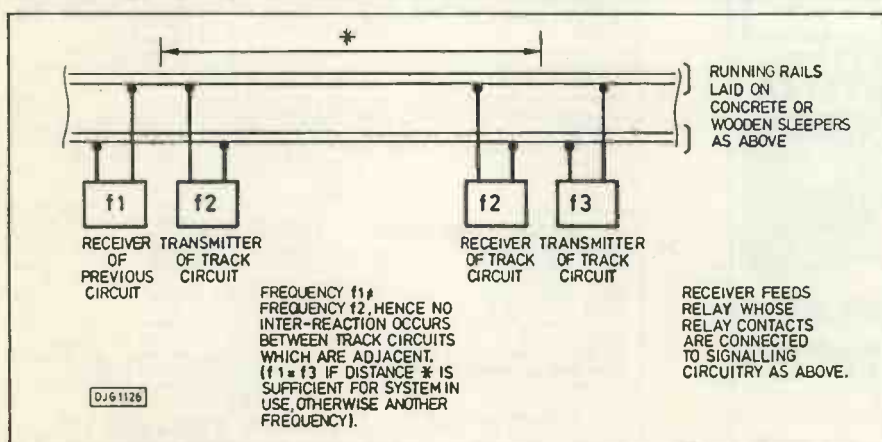 *
RUNNING RAILS
LAID ON
CONCRETE OR
WOODEN SLEEPERS
AS ABOVE
f1
f2
f2
f3
RECEIVER
OF
PREVIOUS
CIRCUIT
TRANSMITTER
OF TRACK
CIRCUIT
RECEIVER
OF TRACK
CIRCUIT
TRANSMITTER
OF TRACK
CIRCUIT
FREQUENCY f1≠
FREQUENCY f2, HENCE NO
INTER-REACTION OCCURS
BETWEEN TRACK CIRCUITS
WHICH ARE ADJACENT.
(f1=f3 IF DISTANCE * IS
SUFFICIENT FOR SYSTEM IN
USE, OTHERWISE ANOTHER
FREQUENCY).
RECEIVER FEEDS
RELAY WHOSE
RELAY CONTACTS
ARE CONNECTED
TO SIGNALLING
CIRCUITRY AS ABOVE.
DJG1126